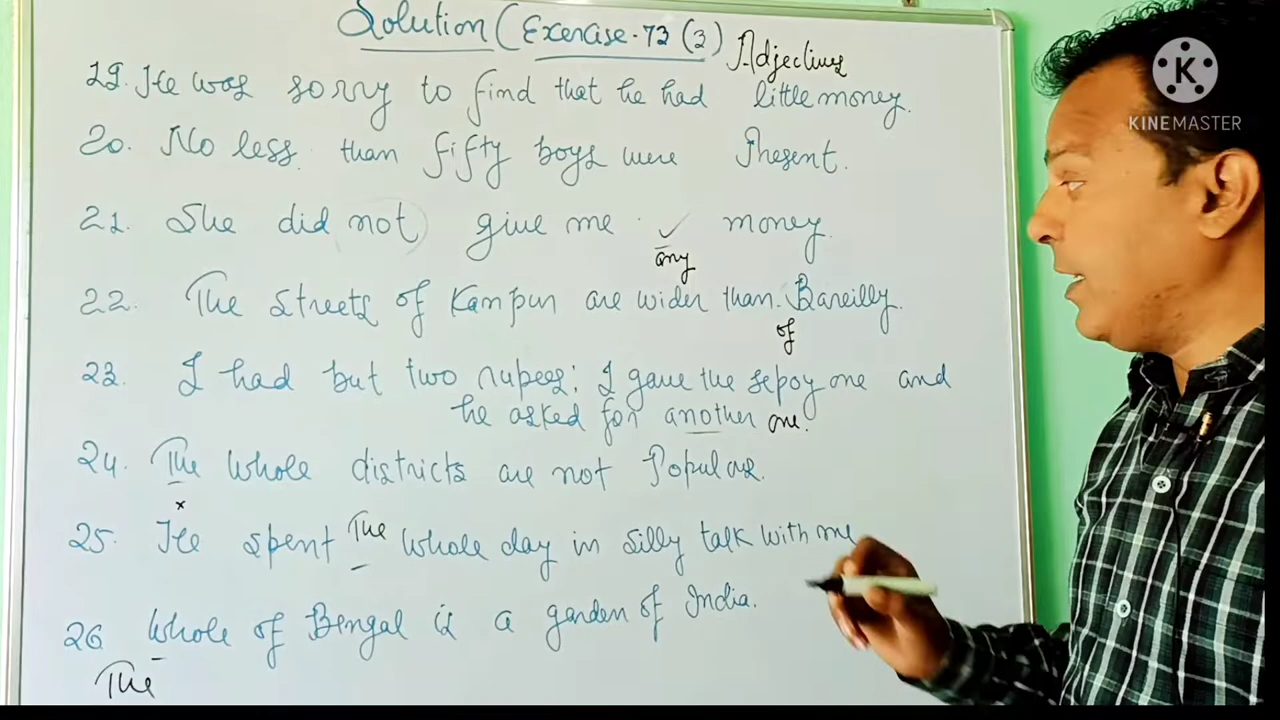 Solution (Exercise-73 (3)
Adjectives
19. He was sorry to find that he had little money.
20. No less than fifty boys were Present.
21. She did not give me ✓ money.
any
22. The streets of Kanpur are wider than Bareilly.
of
23. I had but two rupees; I gave the sepoy one and
he asked for another one.
24. The whole districts are not Populous.
x
25. He spent The whole day in silly talk with me
26 Whole of Bengal is a garden of India.
The
K
KINEMASTER